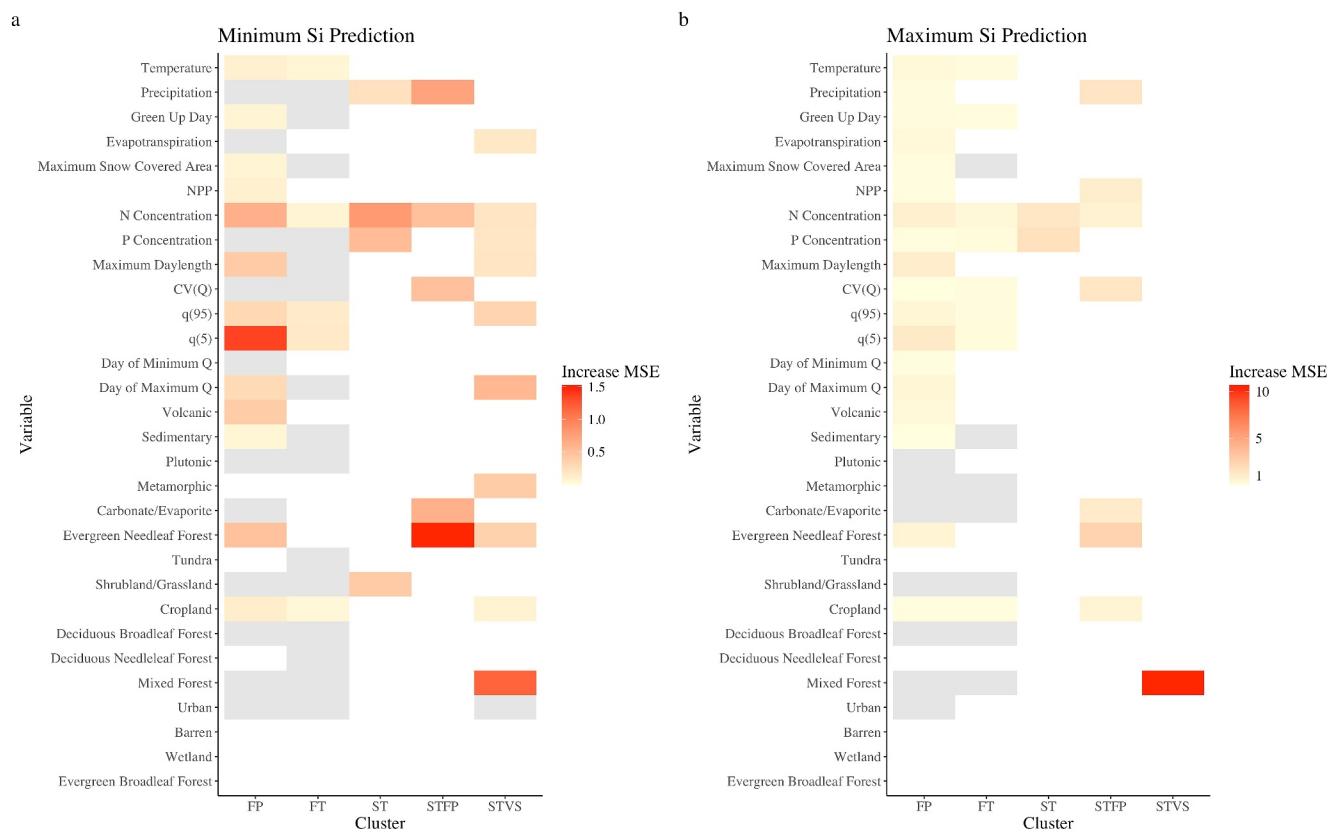 a
Minimum Si Prediction
Temperature
Precipitation
Green Up Day
Evapotranspiration
Maximum Snow Covered Area
NPP
N Concentration
P Concentration
Maximum Daylength
CV(Q)
q(95)
q(5)
Day of Minimum Q
Day of Maximum Q
Volcanic
Sedimentary
Plutonic
Metamorphic
Carbonate/Evaporite
Evergreen Needleaf Forest
Tundra
Shrubland/Grassland
Cropland
Deciduous Broadleaf Forest
Deciduous Needleleaf Forest
Mixed Forest
Urban
Barren
Wetland
Evergreen Broadleaf Forest
Variable
FP FT ST STFP STVS
Cluster
Increase MSE
1.5
1.0
0.5
b
Maximum Si Prediction
Temperature
Precipitation
Green Up Day
Evapotranspiration
Maximum Snow Covered Area
NPP
N Concentration
P Concentration
Maximum Daylength
CV(Q)
q(95)
q(5)
Day of Minimum Q
Day of Maximum Q
Volcanic
Sedimentary
Plutonic
Metamorphic
Carbonate/Evaporite
Evergreen Needleaf Forest
Tundra
Shrubland/Grassland
Cropland
Deciduous Broadleaf Forest
Deciduous Needleleaf Forest
Mixed Forest
Urban
Barren
Wetland
Evergreen Broadleaf Forest
Variable
FP FT ST STFP STVS
Cluster
Increase MSE
10
5
1